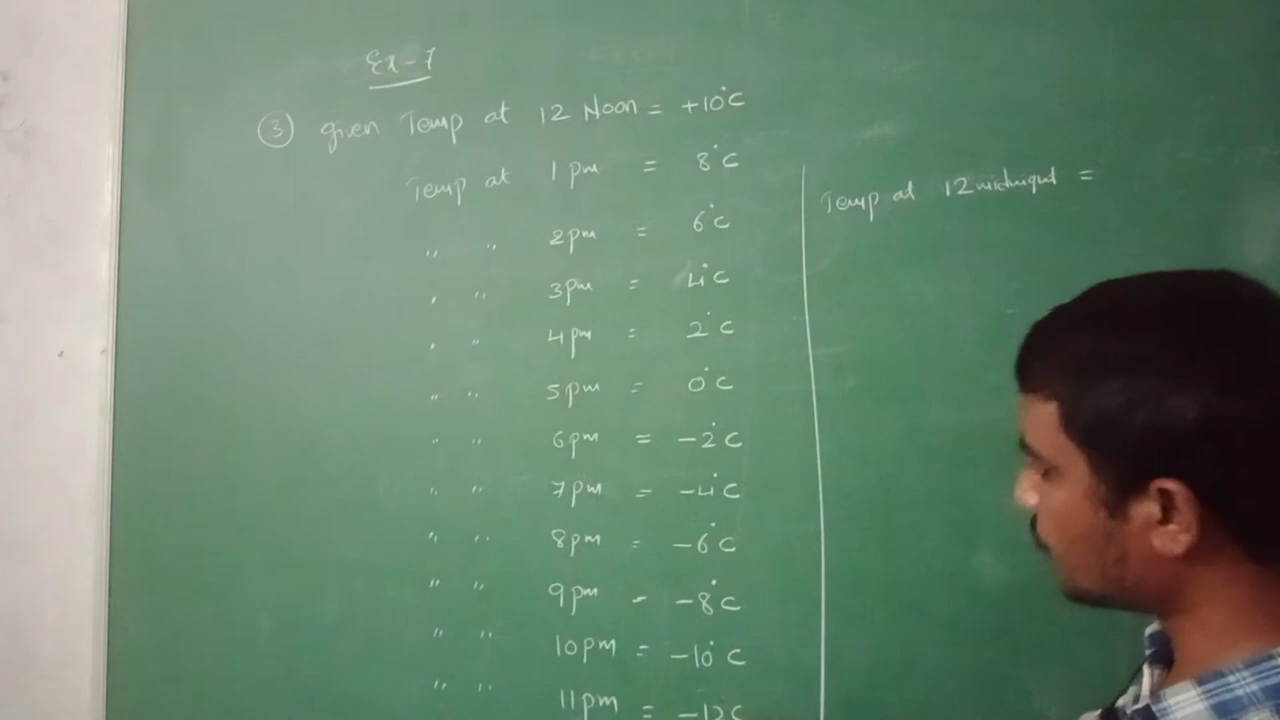 Ex-7
③ given Temp at 12 Noon = +10°C
Temp at 1 pm = 8°C
" " 2pm = 6°C
" " 3pm = 4°C
" " 4pm = 2°C
" " 5pm = 0°C
" " 6pm = -2°C
" " 7pm = -4°C
" " 8pm = -6°C
" " 9pm - -8°C
" " 10pm = -10°C
" " 11pm = -12°C
Temp at 12 midnight =